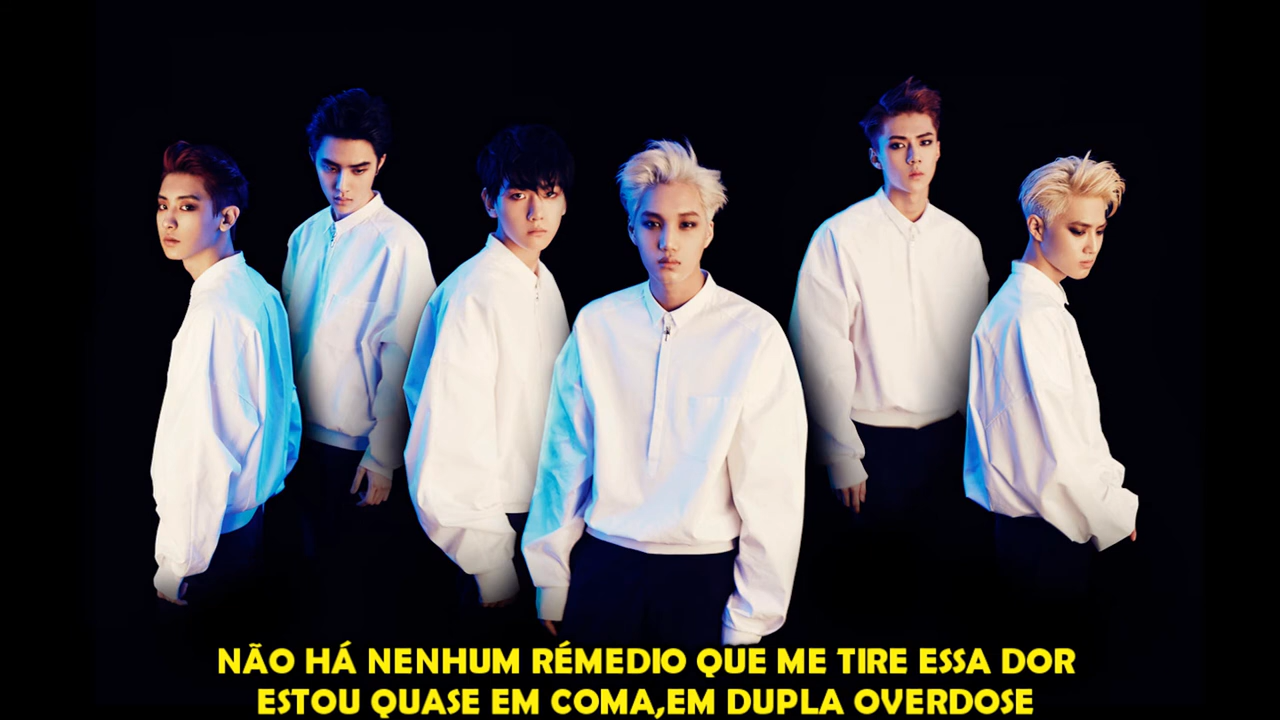 NÃO HÁ NENHUM RÉMEDIO QUE ME TIRE ESSA DOR
ESTOU QUASE EM COMA,EM DUPLA OVERDOSE